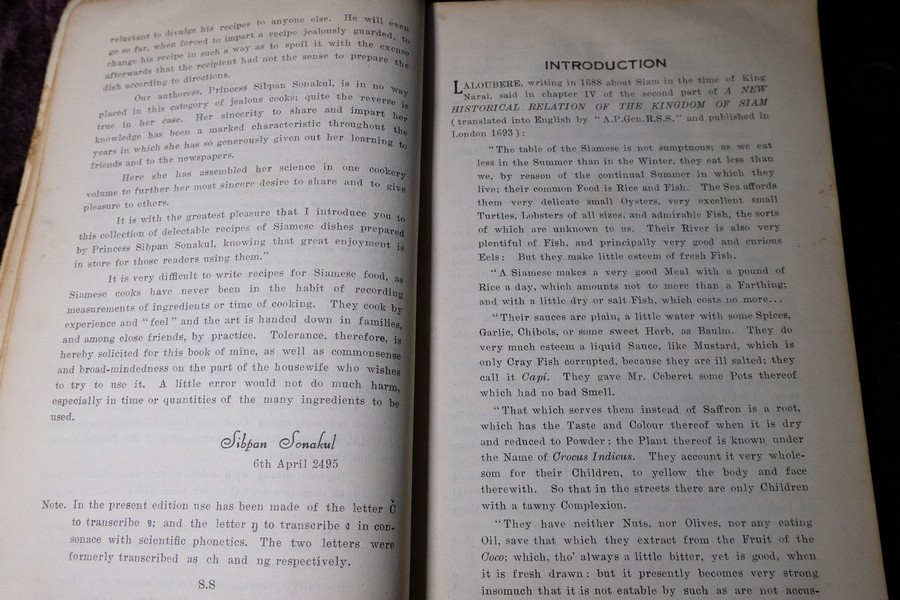 reluctant to divulge his recipes to anyone else. He will even
go so far, when forced to impart a recipe jealously guarded, to
change his recipe in such a way as to spoil it with the excuse
afterwards that the recipient had not the sense to prepare the
dish according to directions.
Our authoress, Princess Sibpan Sonakul, is in no way
placed in this category of jealous cooks; quite the reverse is
true in her case. Her sincerity to share and impart her
knowledge has been a marked characteristic throughout the
years in which she has so generously given out her learning to
friends and to the newspapers.
Here she has assembled her science in one cookery
volume to further her most sincere desire to share and to give
pleasure to others.
It is with the greatest pleasure that I introduce you to
this collection of delectable recipes of Siamese dishes prepared
by Princess Sibpan Sonakul, knowing that great enjoyment is
in store for those readers using them."
It is very difficult to write recipes for Siamese food, as
Siamese cooks have never been in the habit of recording
measurements of ingredients or time of cooking. They cook by
experience and "feel" and the art is handed down in families,
and among close friends, by practice. Tolerance, therefore, is
hereby solicited for this book of mine, as well as commonsense
and broad-mindedness on the part of the housewife who wishes
to try to use it. A little error would not do much harm,
especially in time or quantities of the many ingredients to be
used.
Sibpan Sonakul
6th April 2495
Note. In the present edition use has been made of the letter Č
to transcribe จ; and the letter ŋ to transcribe ง in con-
sonace with scientific phonetics. The two letters were
formerly transcribed as ch and ng respectively.
S.S
INTRODUCTION
LALOUBERE, writing in 1688 about Siam in the time of King
Narai, said in chapter IV of the second part of A NEW
HISTORICAL RELATION OF THE KINGDOM OF SIAM
(translated into English by "A.P.Gen.R.S.S," and published in
London 1693):
"The table of the Siamese is not sumptuous; as we eat
less in the Summer than in the Winter, they eat less than
we, by reason of the continual Summer in which they
live; their common Food is Rice and Fish. The Sea affords
them very delicate small Oysters, very excellent small
Turtles, Lobsters of all sizes, and admirable Fish, the sorts
of which are unknown to us. Their River is also very
plentiful of Fish, and principally very good and curious
Eels: But they make little esteem of fresh Fish.
"A Siamese makes a very good Meal with a pound of
Rice a day, which amounts not to more than a Farthing;
and with a little dry or salt Fish, which costs no more...
"Their sauces are plain, a little water with some Spices,
Garlic, Chibols, or some sweet Herb, as Baulm. They do
very much esteem a liquid Sauce, like Mustard, which is
only Cray Fish corrupted, because they are ill salted; they
call it Capi. They gave Mr. Ceberet some Pots thereof
which had no bad Smell.
"That which serves them instead of Saffron is a root,
which has the Taste and Colour thereof when it is dry
and reduced to Powder: the Plant thereof is known under
the Name of Crocus Indicus. They account it very whole-
som for their Children, to yellow the body and face
therewith. So that in the streets there are only Children
with a tawny Complexion.
"They have neither Nuts, nor Olives, nor any eating
Oil, save that which they extract from the Fruit of the
Coco; which, tho' always a little bitter, yet is good, when
it is fresh drawn: but it presently becomes very strong
insomuch that it is not eatable by such as are not accus-